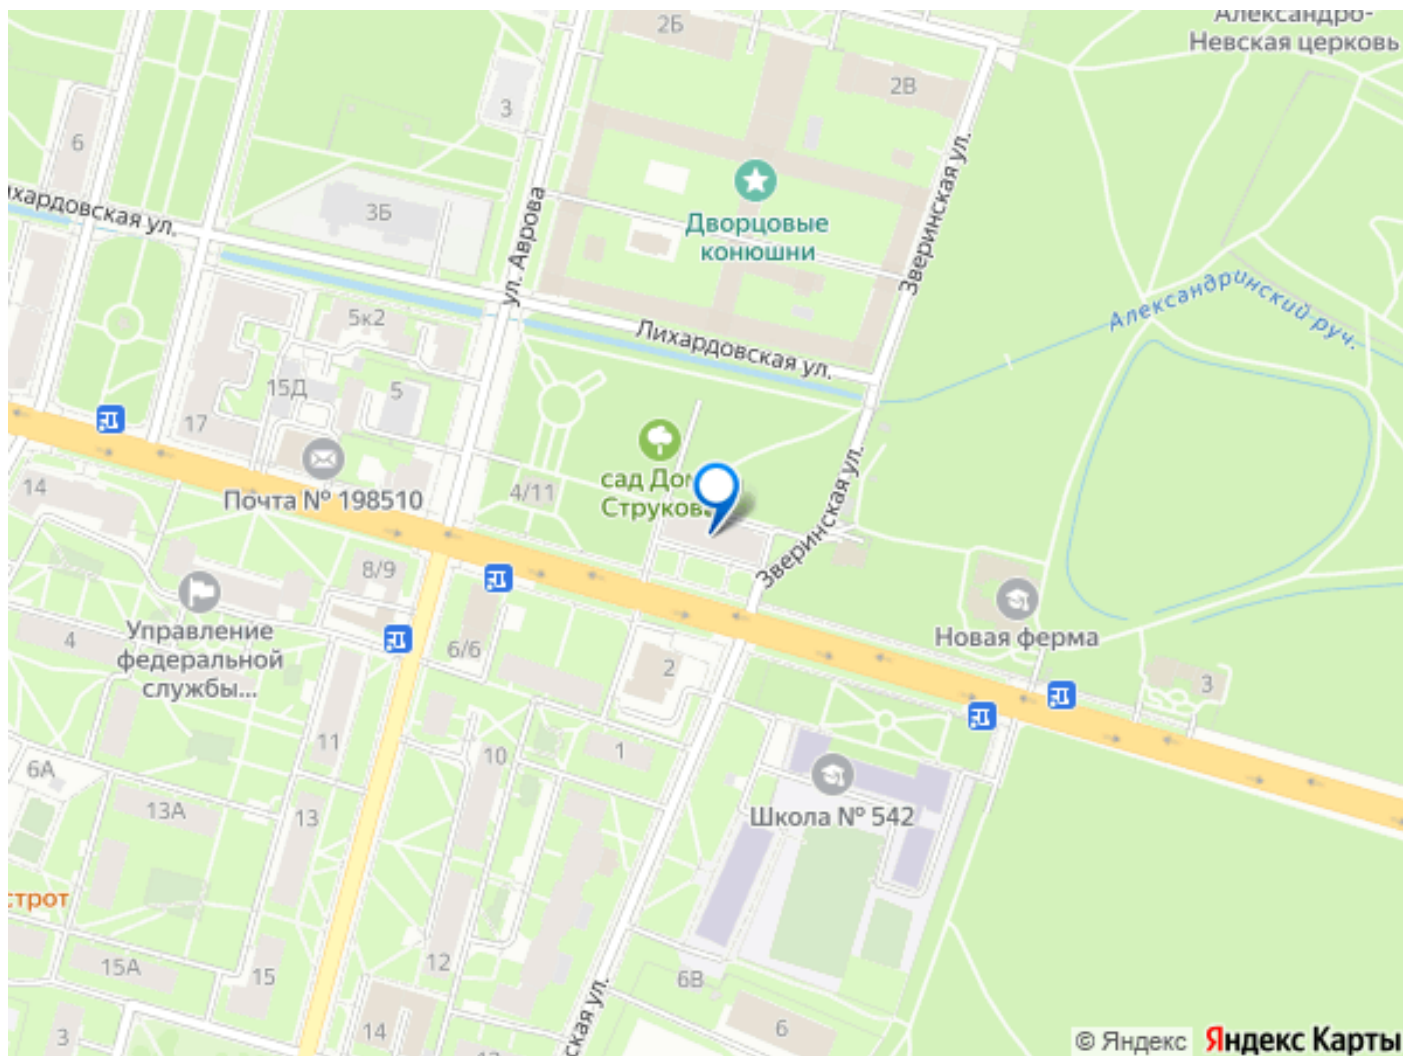 Александро-
Невская церковь
2Б
2В
3
6
Зверинская ул.
3Б
ул. Аврова
Дворцовые
конюшни
ихардовская ул.
Александринский руч.
5к2
Лихардовская ул.
15Д
5
17
сад Дом
Струкова
14
Почта № 198510
4/11
Зверинская ул.
8/9
Управление
федеральной
службы...
4
6/6
2
Новая ферма
3
11
10
1
6А
13А
13
Школа № 542
строт
15А
15
12
6В
ская ул.
3
14
12
6
© Яндекс
Яндекс Карты